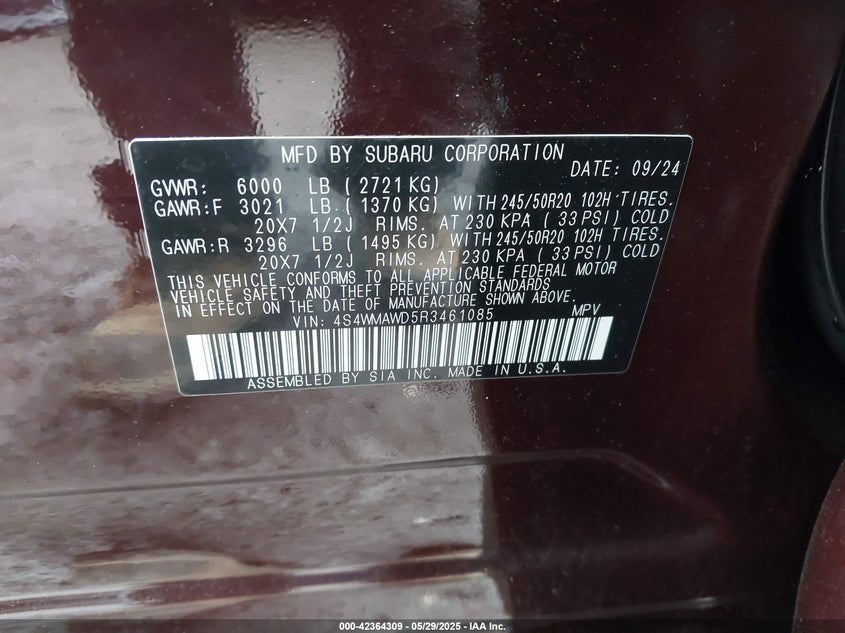 MFD BY SUBARU CORPORATION
DATE: 09/24
GVWR: 6000 LB ( 2721 KG)
GAWR:F 3021 LB ( 1370 KG) WITH 245/50R20 102H TIRES.
20X7 1/2J RIMS. AT 230 KPA ( 33 PSI) COLD
GAWR:R 3296 LB ( 1495 KG) WITH 245/50R20 102H TIRES.
20X7 1/2J RIMS. AT 230 KPA ( 33 PSI) COLD
THIS VEHICLE CONFORMS TO ALL APPLICABLE FEDERAL MOTOR
VEHICLE SAFETY AND THEFT PREVENTION STANDARDS
IN EFFECT ON THE DATE OF MANUFACTURE SHOWN ABOVE.
VIN: 4S4WMAWD5R3461085 MPV
ASSEMBLED BY SIA INC. MADE IN U.S.A.
000-42364309 | 05/29/2025 - IAA Inc.